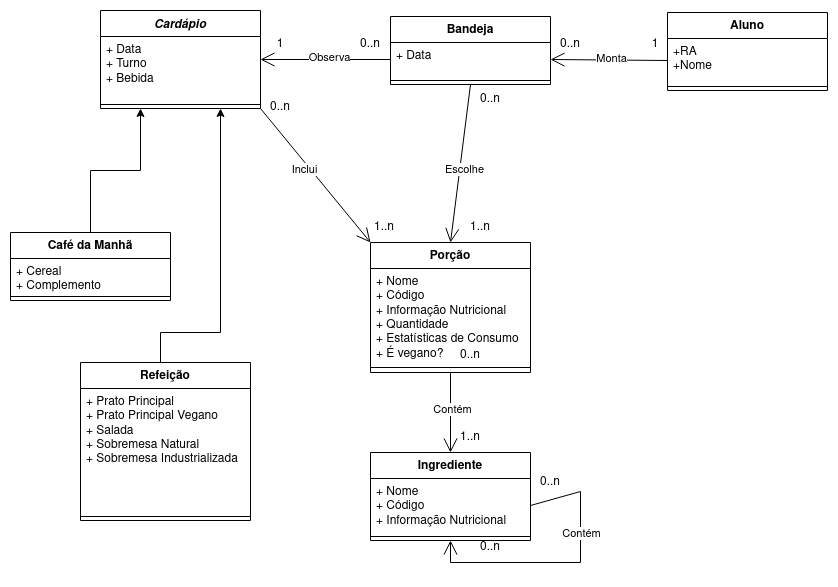 Cardápio
+ Data
+ Turno
+ Bebida
1
Observa
0..n
Bandeja
+ Data
0..n
Monta
1
Aluno
+RA
+Nome
0..n
Inclui
1..n
0..n
Escolhe
1..n
Café da Manhã
+ Cereal
+ Complemento
Porção
+ Nome
+ Código
+ Informação Nutricional
+ Quantidade
+ Estatísticas de Consumo
+ É vegano?
0..n
Refeição
+ Prato Principal
+ Prato Principal Vegano
+ Salada
+ Sobremesa Natural
+ Sobremesa Industrializada
Contém
1..n
Ingrediente
+ Nome
+ Código
+ Informação Nutricional
0..n
Contém
0..n